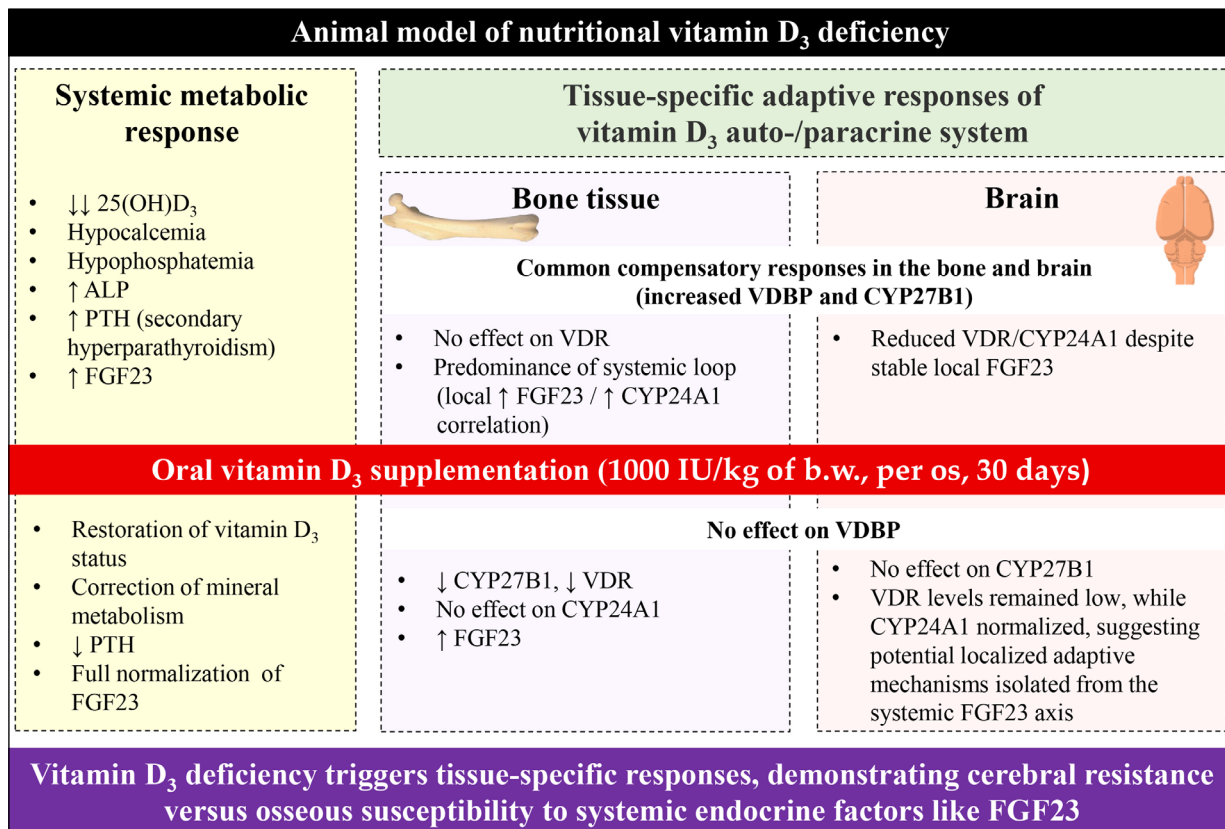 Animal model of nutritional vitamin D₃ deficiency
Systemic metabolic
response
• ↓↓ 25(OH)D₃
• Hypocalcemia
• Hypophosphatemia
• ↑ ALP
• ↑ PTH (secondary
hyperparathyroidism)
• ↑ FGF23
Tissue-specific adaptive responses of
vitamin D₃ auto-/paracrine system
Bone tissue
Brain
Common compensatory responses in the bone and brain
(increased VDBP and CYP27B1)
• No effect on VDR
• Predominance of systemic loop
(local ↑ FGF23 / ↑ CYP24A1
correlation)
• Reduced VDR/CYP24A1 despite
stable local FGF23
Oral vitamin D₃ supplementation (1000 IU/kg of b.w., per os, 30 days)
• Restoration of vitamin D₃
status
• Correction of mineral
metabolism
• ↓ PTH
• Full normalization of
FGF23
No effect on VDBP
• ↓ CYP27B1, ↓ VDR
• No effect on CYP24A1
• ↑ FGF23
• No effect on CYP27B1
• VDR levels remained low, while
CYP24A1 normalized, suggesting
potential localized adaptive
mechanisms isolated from the
systemic FGF23 axis
Vitamin D₃ deficiency triggers tissue-specific responses, demonstrating cerebral resistance
versus osseous susceptibility to systemic endocrine factors like FGF23